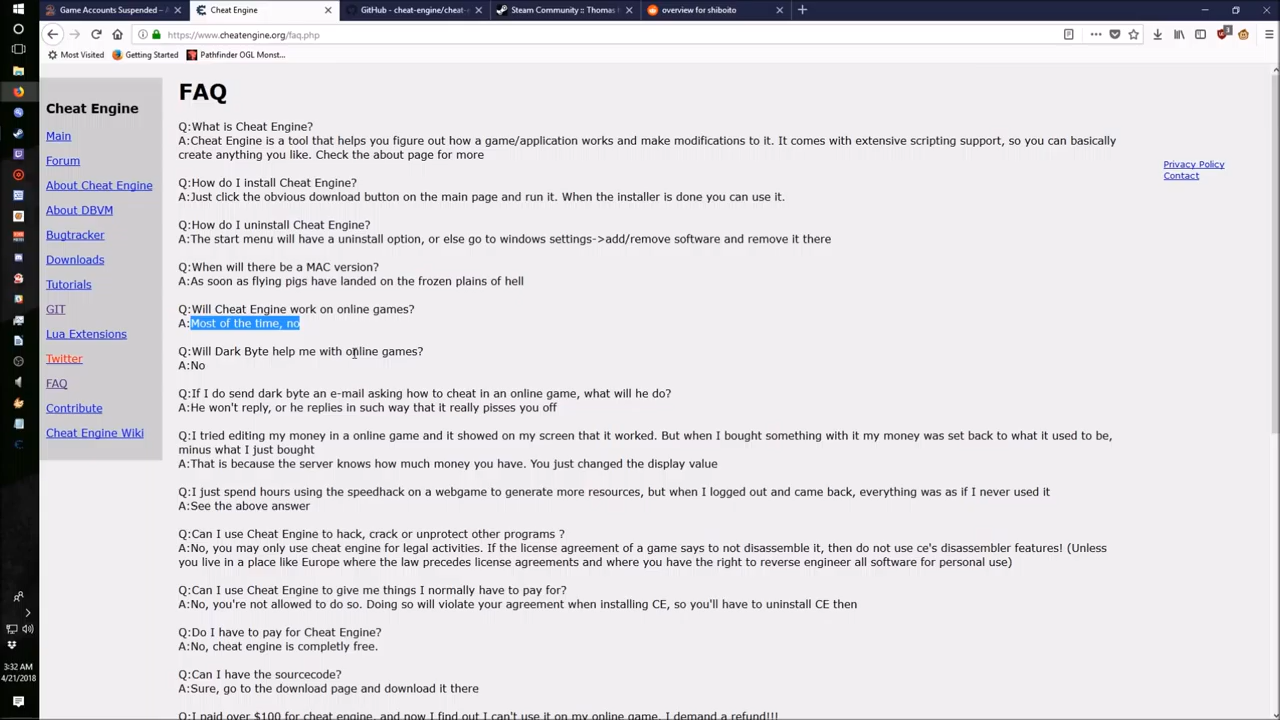 Game Accounts Suspended –
Cheat Engine
GitHub - cheat-engine/cheat-
Steam Community :: Thomas
overview for shiboito
https://www.cheatengine.org/faq.php
Most Visited
Getting Started
Pathfinder OGL Monst...
Cheat Engine
Main
Forum
About Cheat Engine
About DBVM
Bugtracker
Downloads
Tutorials
GIT
Lua Extensions
Twitter
FAQ
Contribute
Cheat Engine Wiki
FAQ
Q:What is Cheat Engine?
A:Cheat Engine is a tool that helps you figure out how a game/application works and make modifications to it. It comes with extensive scripting support, so you can basically
create anything you like. Check the about page for more
Q:How do I install Cheat Engine?
A:Just click the obvious download button on the main page and run it. When the installer is done you can use it.
Q:How do I uninstall Cheat Engine?
A:The start menu will have a uninstall option, or else go to windows settings->add/remove software and remove it there
Q:When will there be a MAC version?
A:As soon as flying pigs have landed on the frozen plains of hell
Q:Will Cheat Engine work on online games?
A:Most of the time, no
Q:Will Dark Byte help me with online games?
A:No
Q:If I do send dark byte an e-mail asking how to cheat in an online game, what will he do?
A:He won't reply, or he replies in such way that it really pisses you off
Q:I tried editing my money in a online game and it showed on my screen that it worked. But when I bought something with it my money was set back to what it used to be,
minus what I just bought
A:That is because the server knows how much money you have. You just changed the display value
Q:I just spend hours using the speedhack on a webgame to generate more resources, but when I logged out and came back, everything was as if I never used it
A:See the above answer
Q:Can I use Cheat Engine to hack, crack or unprotect other programs ?
A:No, you may only use cheat engine for legal activities. If the license agreement of a game says to not disassemble it, then do not use ce's disassembler features! (Unless
you live in a place like Europe where the law precedes license agreements and where you have the right to reverse engineer all software for personal use)
Q:Can I use Cheat Engine to give me things I normally have to pay for?
A:No, you're not allowed to do so. Doing so will violate your agreement when installing CE, so you'll have to uninstall CE then
Q:Do I have to pay for Cheat Engine?
A:No, cheat engine is completly free.
Q:Can I have the sourcecode?
A:Sure, go to the download page and download it there
Q:I paid over $100 for cheat engine, and now I find out I can't use it on my online game, I demand a refund!!!
Privacy Policy
Contact
3:32 AM
4/21/2018